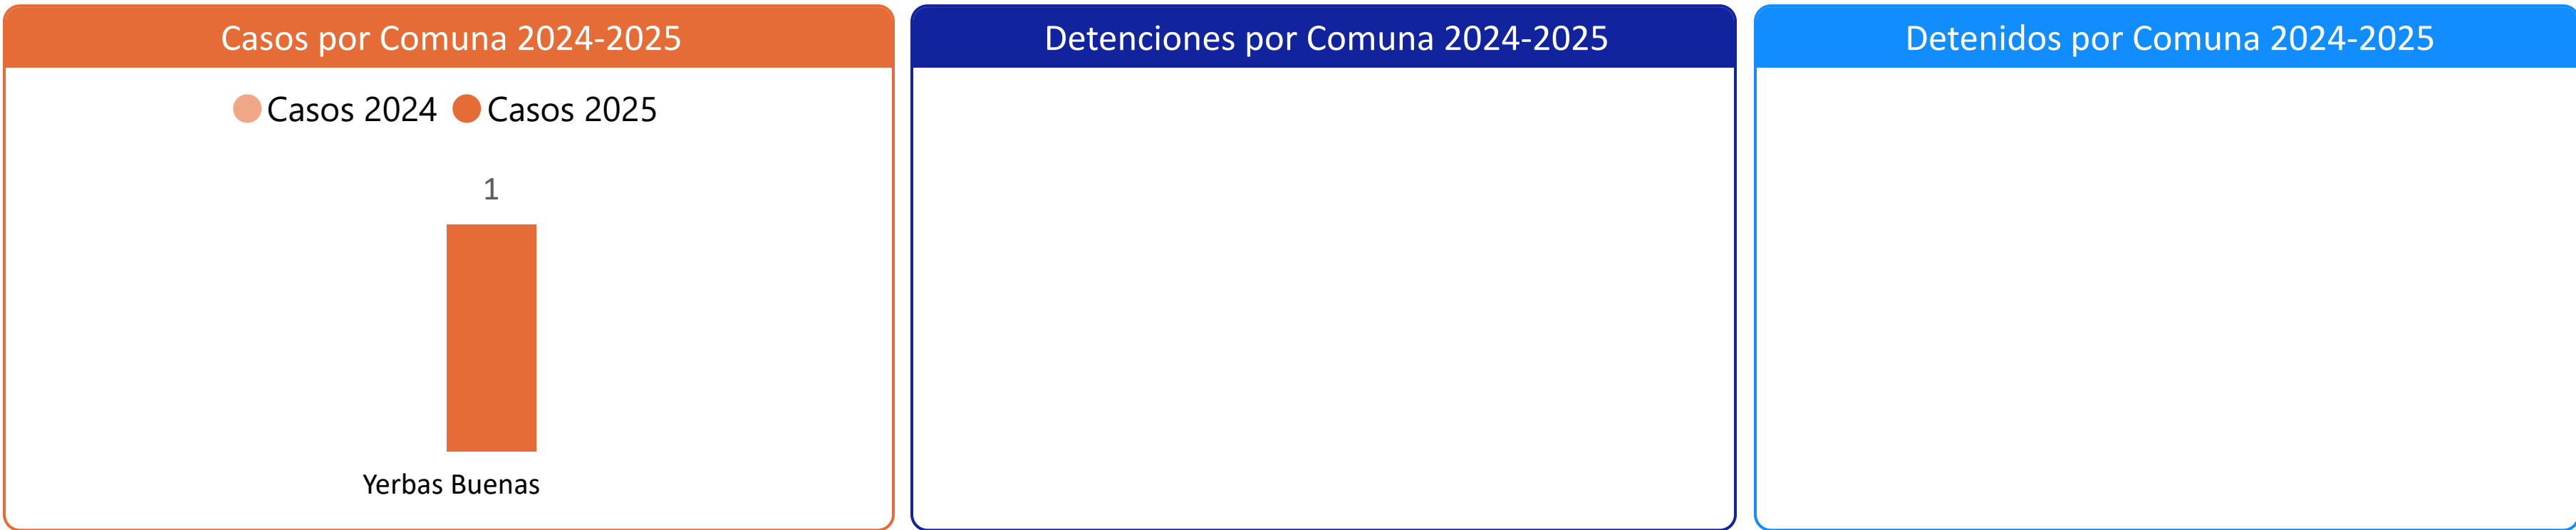 Casos por Comuna 2024-2025
Casos 2024 Casos 2025
1
Yerbas Buenas
Detenciones por Comuna 2024-2025
Detenidos por Comuna 2024-2025